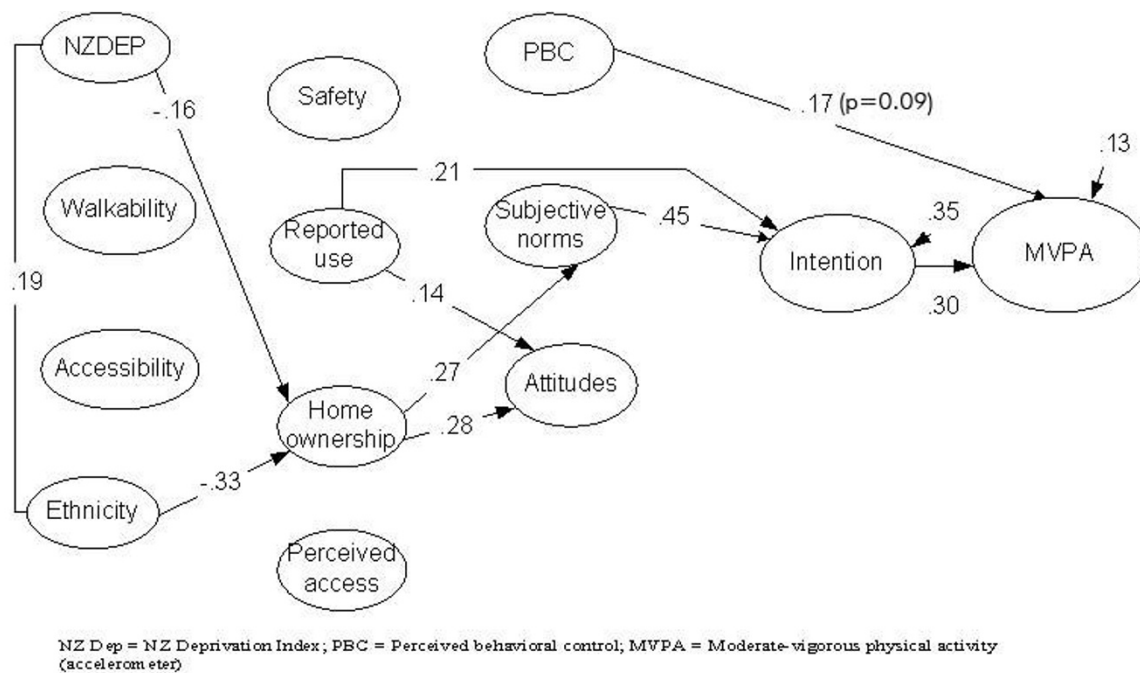 NZDEP
PBC
Safety
-.16
.17 (p=0.09)
.13
.21
Walkability
Reported
use
Subjective
norms
.45
.35
Intention
MVPA
.19
.14
.30
Accessibility
.27
Attitudes
Home
ownership
.28
-.33
Ethnicity
Perceived
access
NZ Dep = NZ Deprivation Index; PBC = Perceived behavioral control; MVPA = Moderate-vigorous physical activity
(accelerometer)